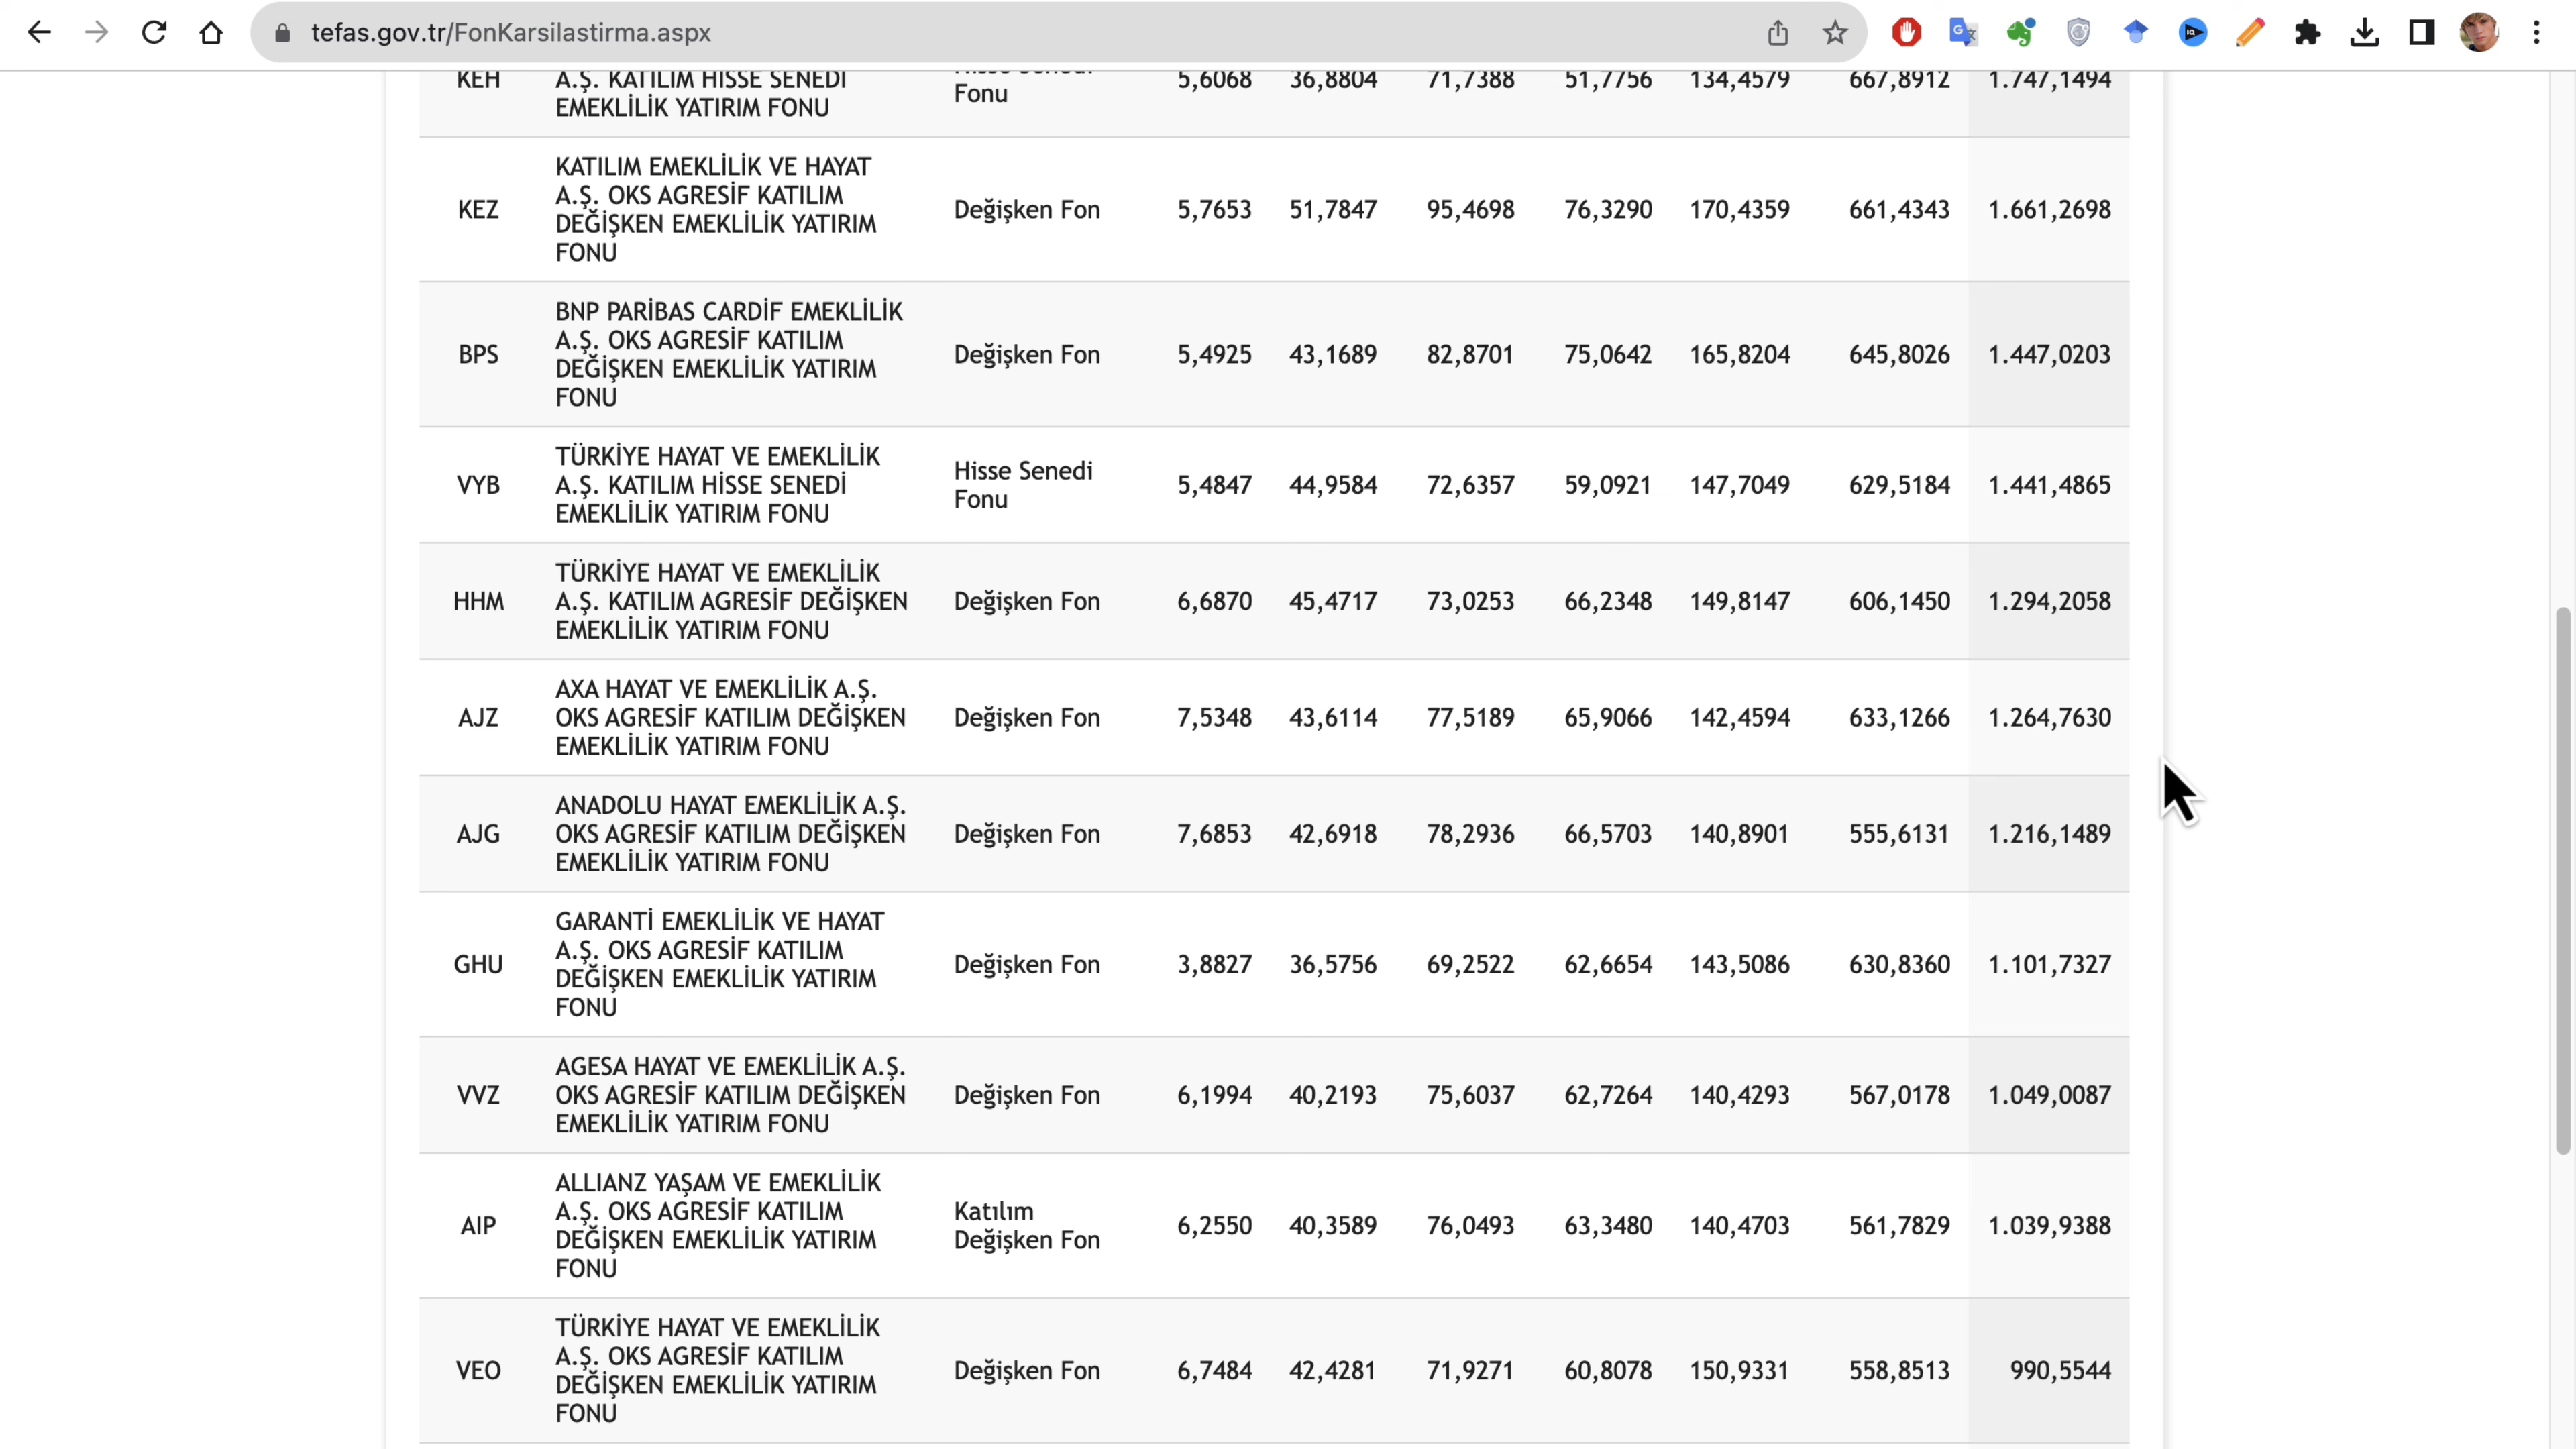 tefas.gov.tr/FonKarsilastirma.aspx
KEH
A.Ş. KATILIM HİSSE SENEDİ
EMEKLİLİK YATIRIM FONU
Hisse Senedi
Fonu
5,6068 36,8804 71,7388 51,7756 134,4579 667,8912 1.747,1494
KEZ
KATILIM EMEKLİLİK VE HAYAT
A.Ş. OKS AGRESİF KATILIM
DEĞİŞKEN EMEKLİLİK YATIRIM
FONU
Değişken Fon
5,7653 51,7847 95,4698 76,3290 170,4359 661,4343 1.661,2698
BPS
BNP PARİBAS CARDİF EMEKLİLİK
A.Ş. OKS AGRESİF KATILIM
DEĞİŞKEN EMEKLİLİK YATIRIM
FONU
Değişken Fon
5,4925 43,1689 82,8701 75,0642 165,8204 645,8026 1.447,0203
VYB
TÜRKİYE HAYAT VE EMEKLİLİK
A.Ş. KATILIM HİSSE SENEDİ
EMEKLİLİK YATIRIM FONU
Hisse Senedi
Fonu
5,4847 44,9584 72,6357 59,0921 147,7049 629,5184 1.441,4865
HHM
TÜRKİYE HAYAT VE EMEKLİLİK
A.Ş. KATILIM AGRESİF DEĞİŞKEN
EMEKLİLİK YATIRIM FONU
Değişken Fon
6,6870 45,4717 73,0253 66,2348 149,8147 606,1450 1.294,2058
AJZ
AXA HAYAT VE EMEKLİLİK A.Ş.
OKS AGRESİF KATILIM DEĞİŞKEN
EMEKLİLİK YATIRIM FONU
Değişken Fon
7,5348 43,6114 77,5189 65,9066 142,4594 633,1266 1.264,7630
AJG
ANADOLU HAYAT EMEKLİLİK A.Ş.
OKS AGRESİF KATILIM DEĞİŞKEN
EMEKLİLİK YATIRIM FONU
Değişken Fon
7,6853 42,6918 78,2936 66,5703 140,8901 555,6131 1.216,1489
GHU
GARANTİ EMEKLİLİK VE HAYAT
A.Ş. OKS AGRESİF KATILIM
DEĞİŞKEN EMEKLİLİK YATIRIM
FONU
Değişken Fon
3,8827 36,5756 69,2522 62,6654 143,5086 630,8360 1.101,7327
VVZ
AGESA HAYAT VE EMEKLİLİK A.Ş.
OKS AGRESİF KATILIM DEĞİŞKEN
EMEKLİLİK YATIRIM FONU
Değişken Fon
6,1994 40,2193 75,6037 62,7264 140,4293 567,0178 1.049,0087
AIP
ALLIANZ YAŞAM VE EMEKLİLİK
A.Ş. OKS AGRESİF KATILIM
DEĞİŞKEN EMEKLİLİK YATIRIM
FONU
Katılım
Değişken Fon
6,2550 40,3589 76,0493 63,3480 140,4703 561,7829 1.039,9388
VEO
TÜRKİYE HAYAT VE EMEKLİLİK
A.Ş. OKS AGRESİF KATILIM
DEĞİŞKEN EMEKLİLİK YATIRIM
FONU
Değişken Fon
6,7484 42,4281 71,9271 60,8078 150,9331 558,8513 990,5544